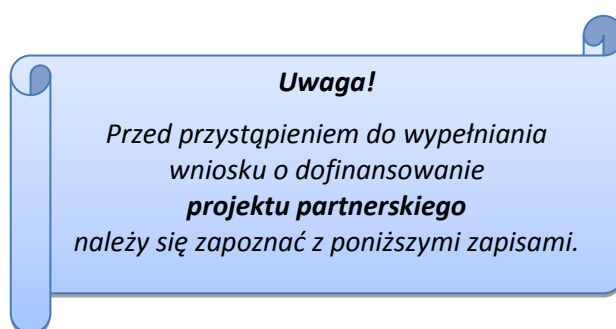 Uwaga!
Przed przystąpieniem do wypełniania
wniosku o dofinansowanie
projektu partnerskiego
należy się zapoznać z poniższymi zapisami.